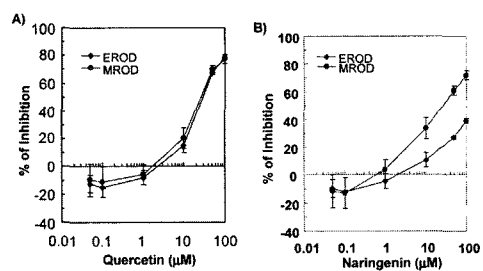 A)
100
80
60
40
20
0
-20
-40
% of Inhibition
EROD
MROD
0.01 0.1 1 10 100
Quercetin (µM)
B)
100
80
60
40
20
0
-20
-40
% of Inhibition
EROD
MROD
0.01 0.1 1 10 100
Naringenin (µM)